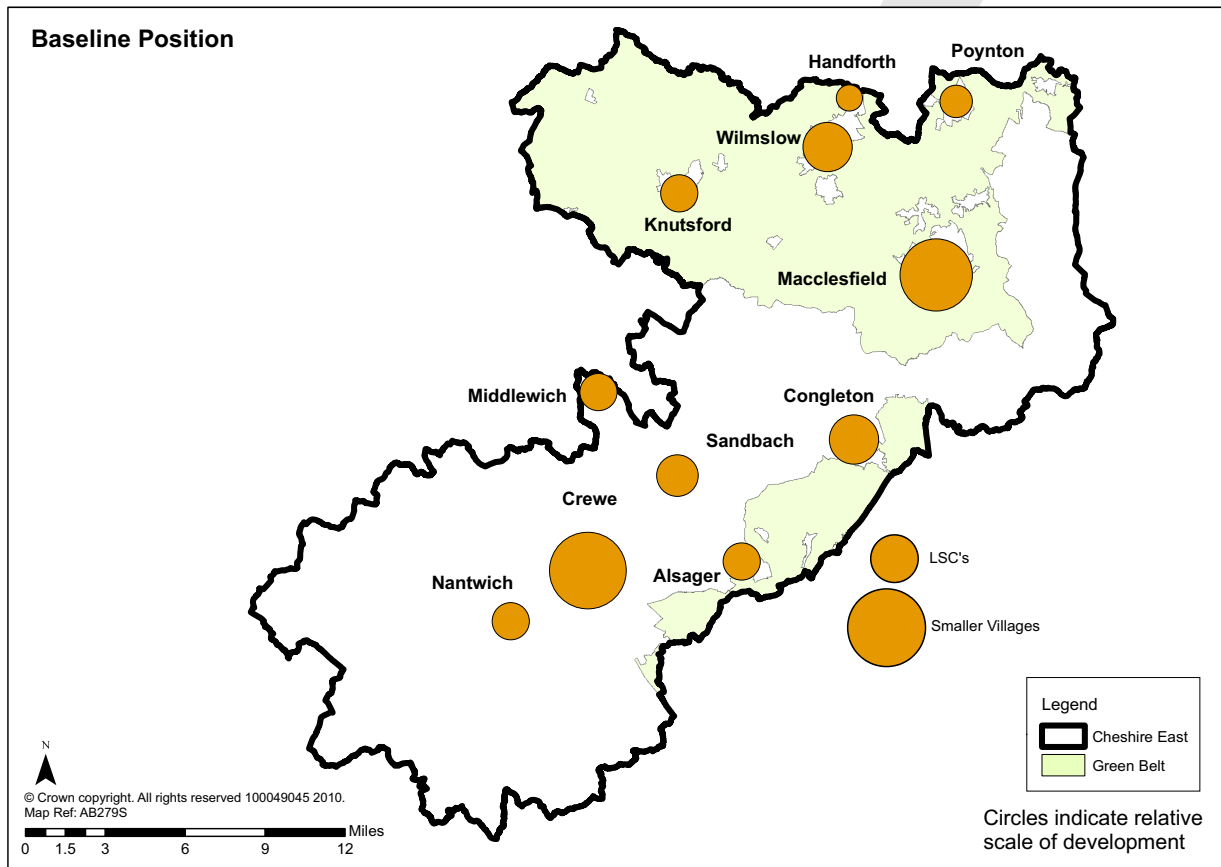 Baseline Position
Handforth
Poynton
Wilmslow
Knutsford
Macclesfield
Middlewich
Congleton
Sandbach
Crewe
Nantwich
Alsager
LSC's
Smaller Villages
Legend
Cheshire East
Green Belt
Circles indicate relative
scale of development
N
© Crown copyright. All rights reserved 100049045 2010.
Map Ref: AB279S
Miles
0 1.5 3 6 9 12